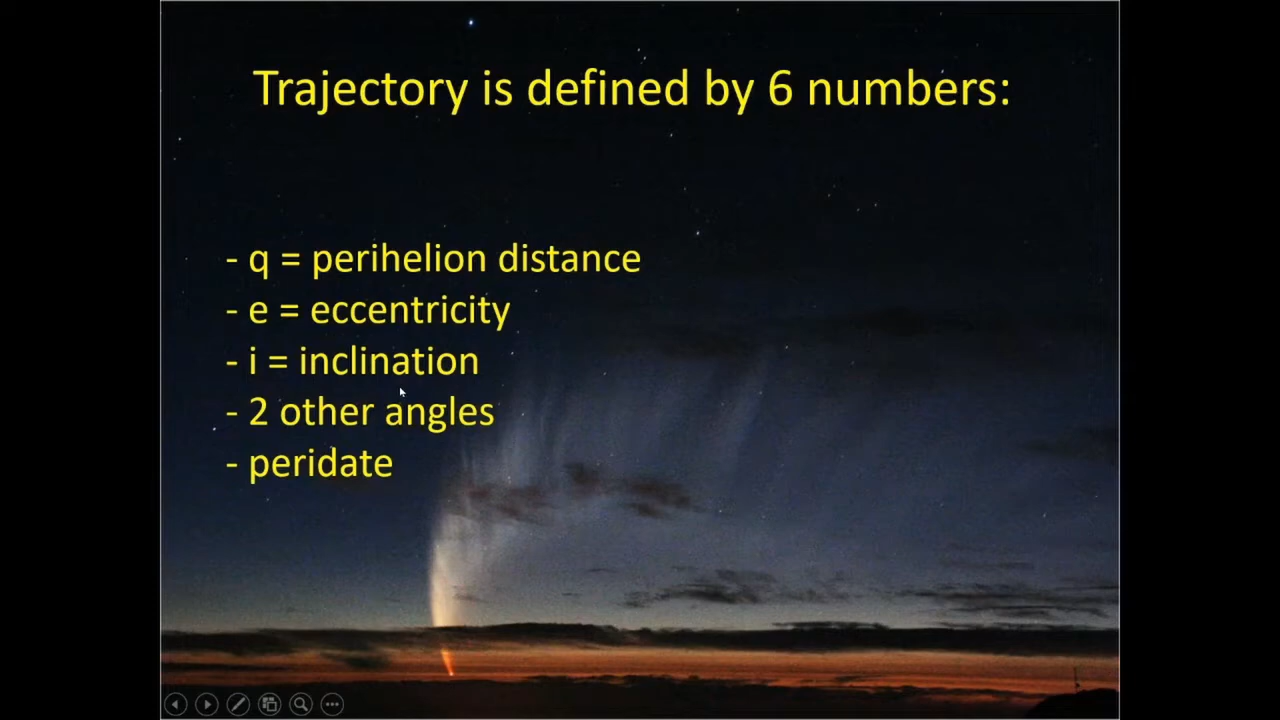 Trajectory is defined by 6 numbers:
- q = perihelion distance
- e = eccentricity
- i = inclination
- 2 other angles
- peridate